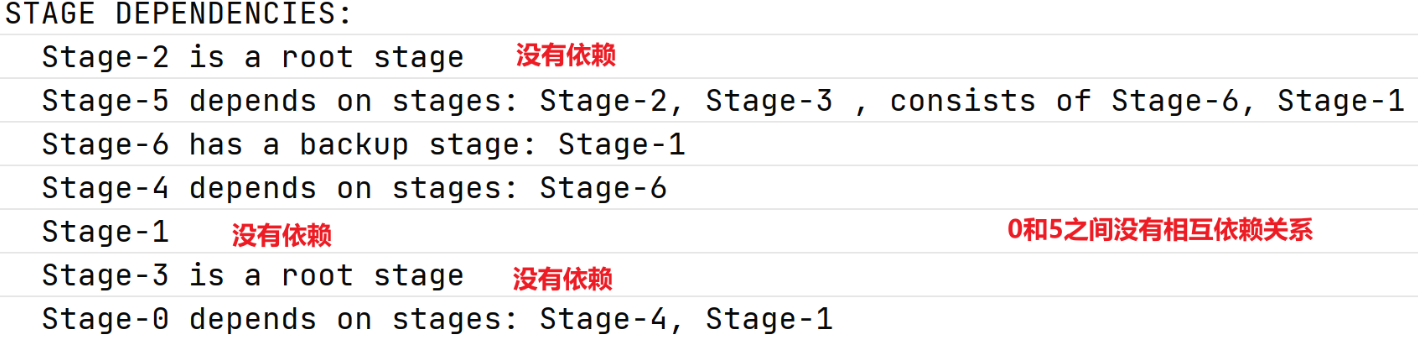 STAGE DEPENDENCIES:
Stage-2 is a root stage 没有依赖
Stage-5 depends on stages: Stage-2, Stage-3 , consists of Stage-6, Stage-1
Stage-6 has a backup stage: Stage-1
Stage-4 depends on stages: Stage-6
Stage-1 没有依赖 0和5之间没有相互依赖关系
Stage-3 is a root stage 没有依赖
Stage-0 depends on stages: Stage-4, Stage-1